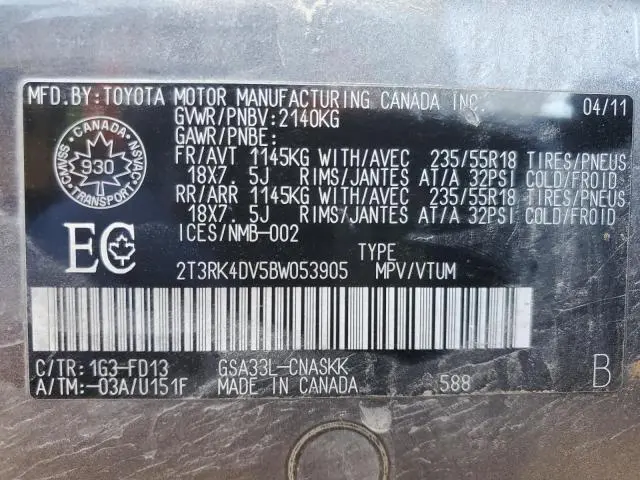 MFD.BY:TOYOTA MOTOR MANUFACTURING CANADA INC. 04/11
GVWR/PNBV:2140KG
GAWR/PNBE:
FR/AVT 1145KG WITH/AVEC 235/55R18 TIRES/PNEUS
18X7.5J RIMS/JANTES AT/A 32PSI COLD/FROID
RR/ARR 1145KG WITH/AVEC 235/55R18 TIRES/PNEUS
18X7.5J RIMS/JANTES AT/A 32PSI COLD/FROID
ICES/NMB-002
CANADA
CMVSS
930
NSVAC
TRANSPORT
EC
TYPE
2T3RK4DV5BW053905 MPV/VTUM
C/TR: 1G3-FD13 GSA33L-CNASKK
A/TM:-03A/U151F MADE IN CANADA 588 B